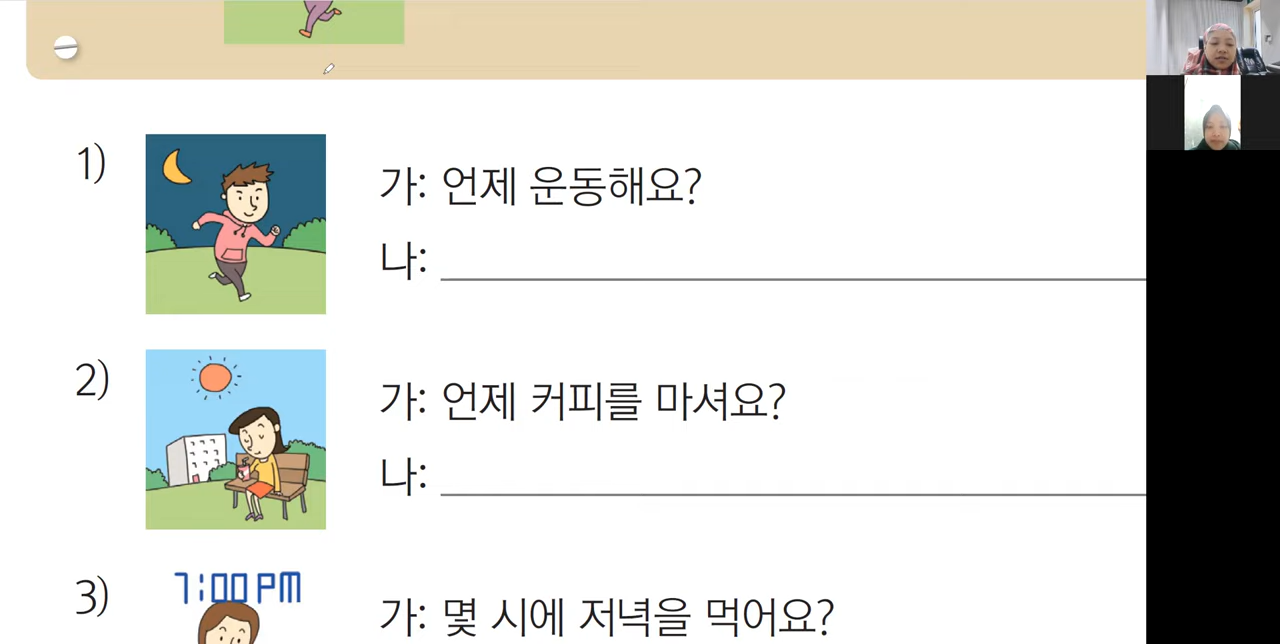 1)
가: 언제 운동해요?
나:
2)
가: 언제 커피를 마셔요?
나:
3)
7:00 PM
가: 몇 시에 저녁을 먹어요?